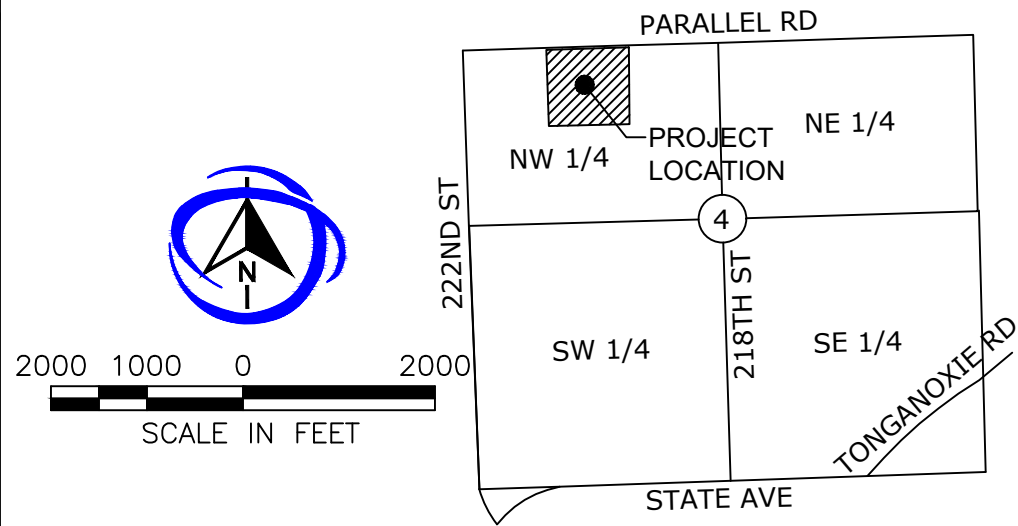 PARALLEL RD
NE 1/4
PROJECT
LOCATION
NW 1/4
222ND ST
4
N
218TH ST
SW 1/4
SE 1/4
TONGANOXIE RD
2000 1000 0 2000
SCALE IN FEET
STATE AVE